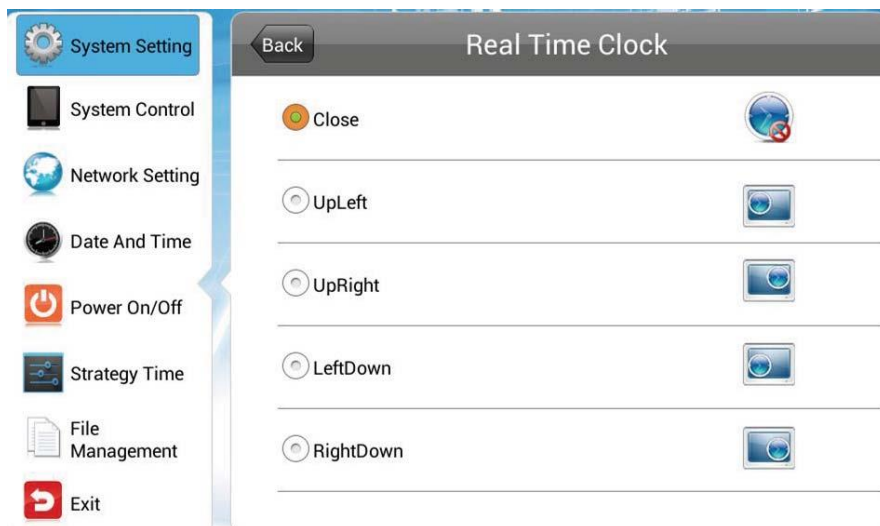 System Setting
System Control
Network Setting
Date And Time
Power On/Off
Strategy Time
File
Management
Exit
Back
Real Time Clock
Close
UpLeft
UpRight
LeftDown
RightDown